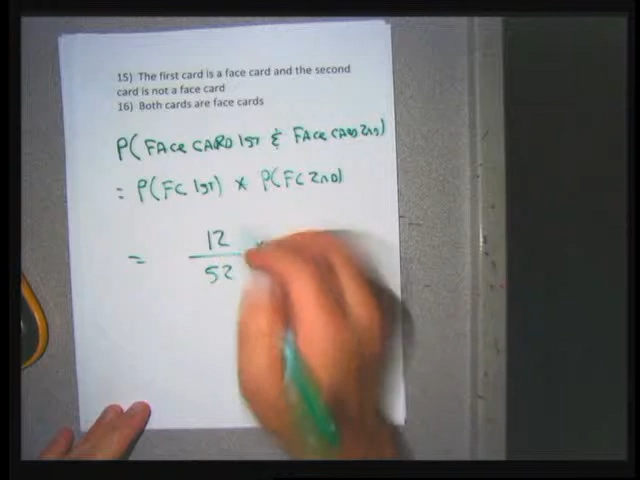 15) The first card is a face card and the second
card is not a face card
16) Both cards are face cards
P(FACE CARD 1ST & FACE CARD 2ND)
= P(FC 1ST) × P(FC 2ND)
= 12/52